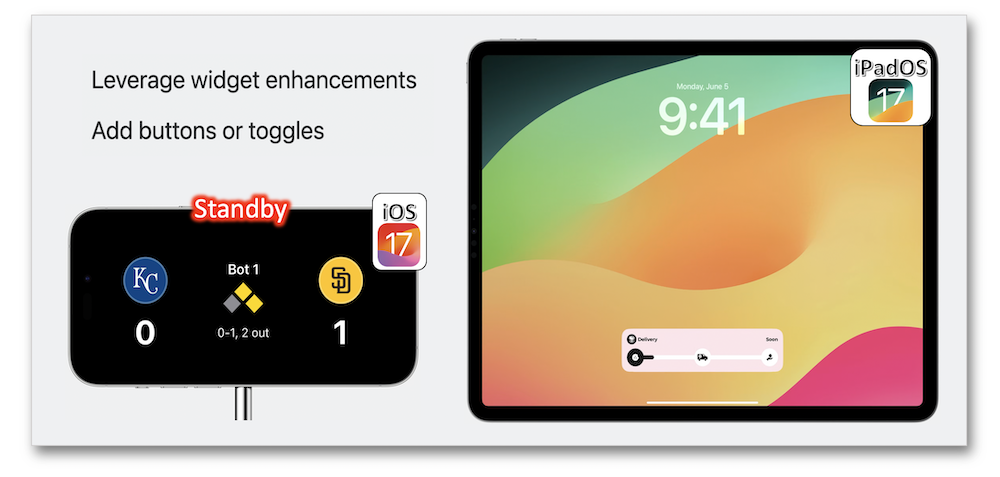 Leverage widget enhancements
Add buttons or toggles
Standby
iOS
17
KC
0
Bot 1
0-1, 2 out
SD
1
iPadOS
17
Monday, June 5
9:41
Delivery
Soon